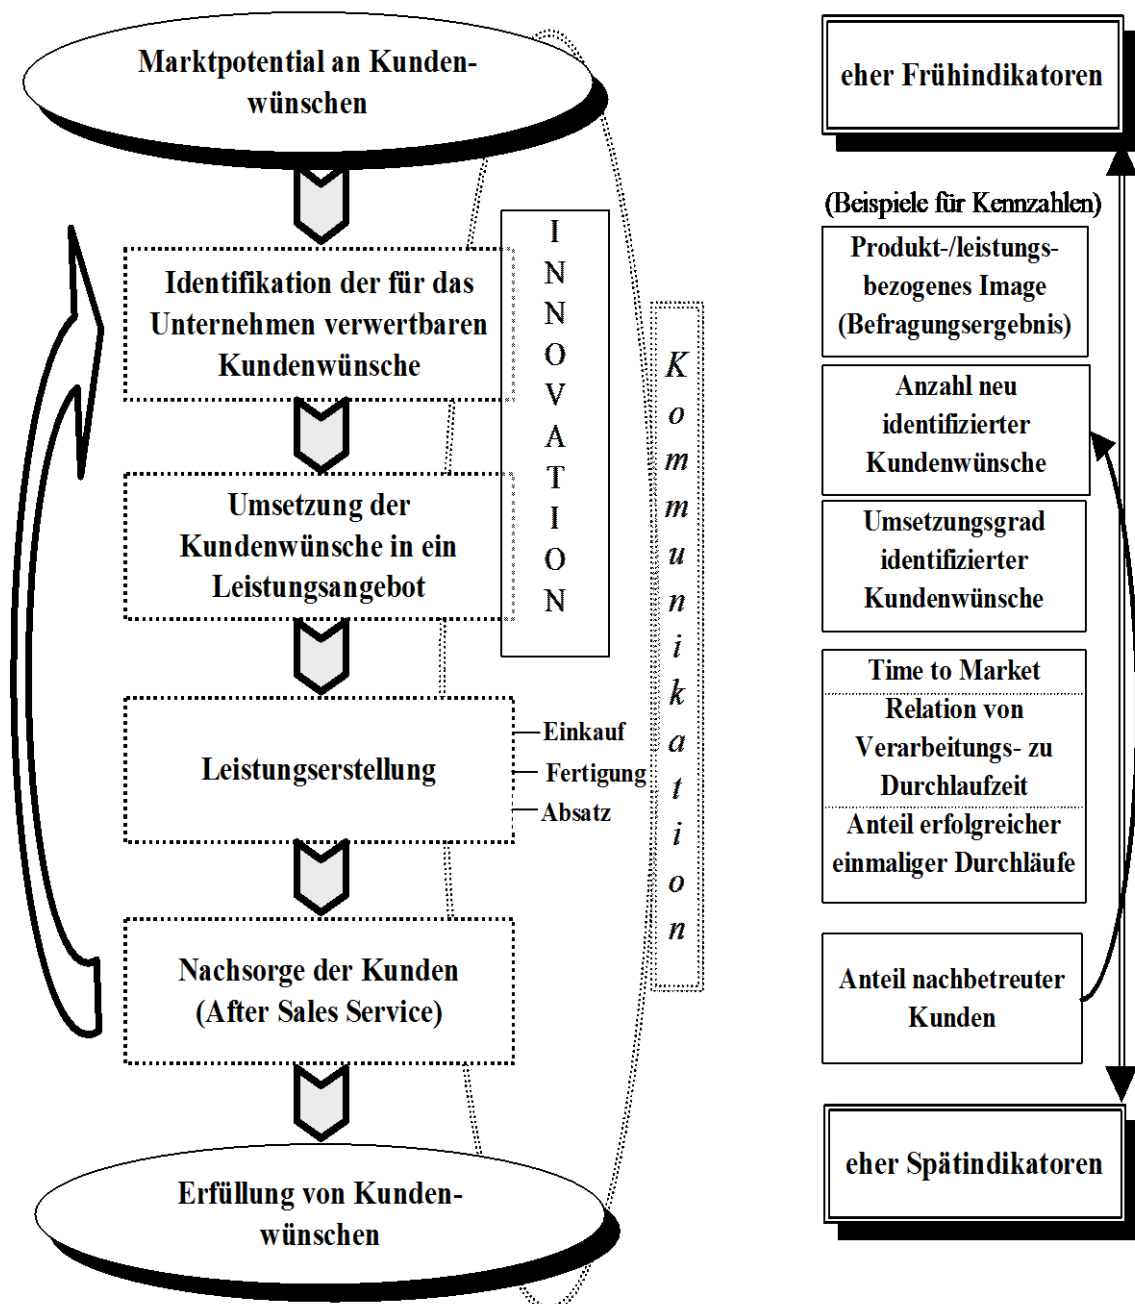 Marktpotential an Kunden-
wünschen
Identifikation der für das
Unternehmen verwertbaren
Kundenwünsche
Umsetzung der
Kundenwünsche in ein
Leistungsangebot
INNOVATION
Leistungserstellung
Einkauf
Fertigung
Absatz
Kommunikation
Nachsorge der Kunden
(After Sales Service)
Erfüllung von Kunden-
wünschen
eher Frühindikatoren
(Beispiele für Kennzahlen)
Produkt-/leistungs-
bezogenes Image
(Befragungsergebnis)
Anzahl neu
identifizierter
Kundenwünsche
Umsetzungsgrad
identifizierter
Kundenwünsche
Time to Market
Relation von
Verarbeitungs- zu
Durchlaufzeit
Anteil erfolgreicher
einmaliger Durchläufe
Anteil nachbetreuter
Kunden
eher Spätindikatoren